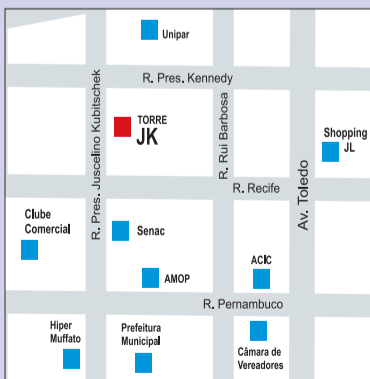 Unipar
R. Pres. Kennedy
R. Pres. Juscelino Kubitschek
TORRE
JK
R. Rui Barbosa
Av. Toledo
Shopping
JL
R. Recife
Clube
Comercial
Senac
AMOP
ACIC
R. Pernambuco
Hiper
Muffato
Prefeitura
Municipal
Câmara de
Vereadores